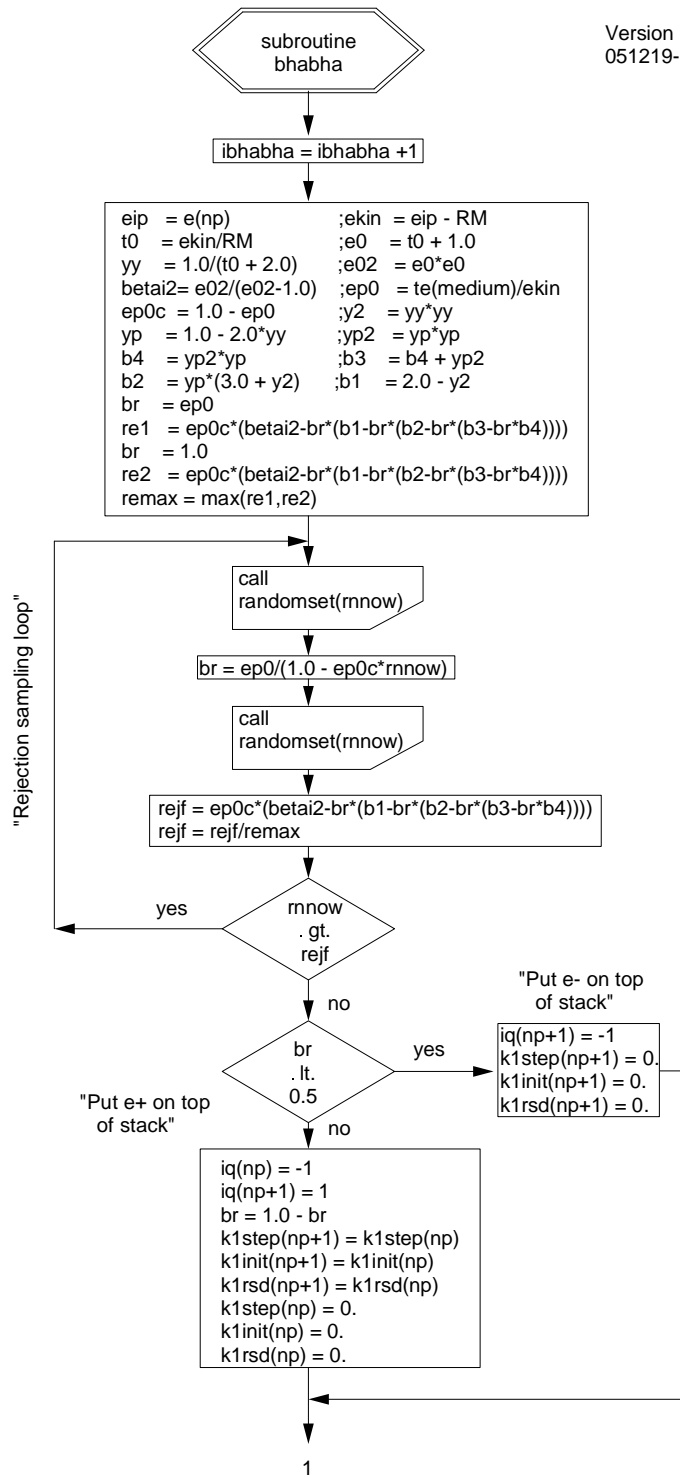 subroutine
bhabha
Version
051219-
ibhabha = ibhabha +1
eip = e(np) ;ekin = eip - RM
t0 = ekin/RM ;e0 = t0 + 1.0
yy = 1.0/(t0 + 2.0) ;e02 = e0*e0
betai2= e02/(e02-1.0) ;ep0 = te(medium)/ekin
ep0c = 1.0 - ep0 ;y2 = yy*yy
yp = 1.0 - 2.0*yy ;yp2 = yp*yp
b4 = yp2*yp ;b3 = b4 + yp2
b2 = yp*(3.0 + y2) ;b1 = 2.0 - y2
br = ep0
re1 = ep0c*(betai2-br*(b1-br*(b2-br*(b3-br*b4))))
br = 1.0
re2 = ep0c*(betai2-br*(b1-br*(b2-br*(b3-br*b4))))
remax = max(re1,re2)
"Rejection sampling loop"
call
randomset(rnnow)
br = ep0/(1.0 - ep0c*rnnow)
call
randomset(rnnow)
rejf = ep0c*(betai2-br*(b1-br*(b2-br*(b3-br*b4))))
rejf = rejf/remax
yes
rnnow
. gt.
rejf
no
"Put e- on top
of stack"
br
. lt.
0.5
yes
iq(np+1) = -1
k1step(np+1) = 0.
k1init(np+1) = 0.
k1rsd(np+1) = 0.
"Put e+ on top
of stack"
no
iq(np) = -1
iq(np+1) = 1
br = 1.0 - br
k1step(np+1) = k1step(np)
k1init(np+1) = k1init(np)
k1rsd(np+1) = k1rsd(np)
k1step(np) = 0.
k1init(np) = 0.
k1rsd(np) = 0.
1